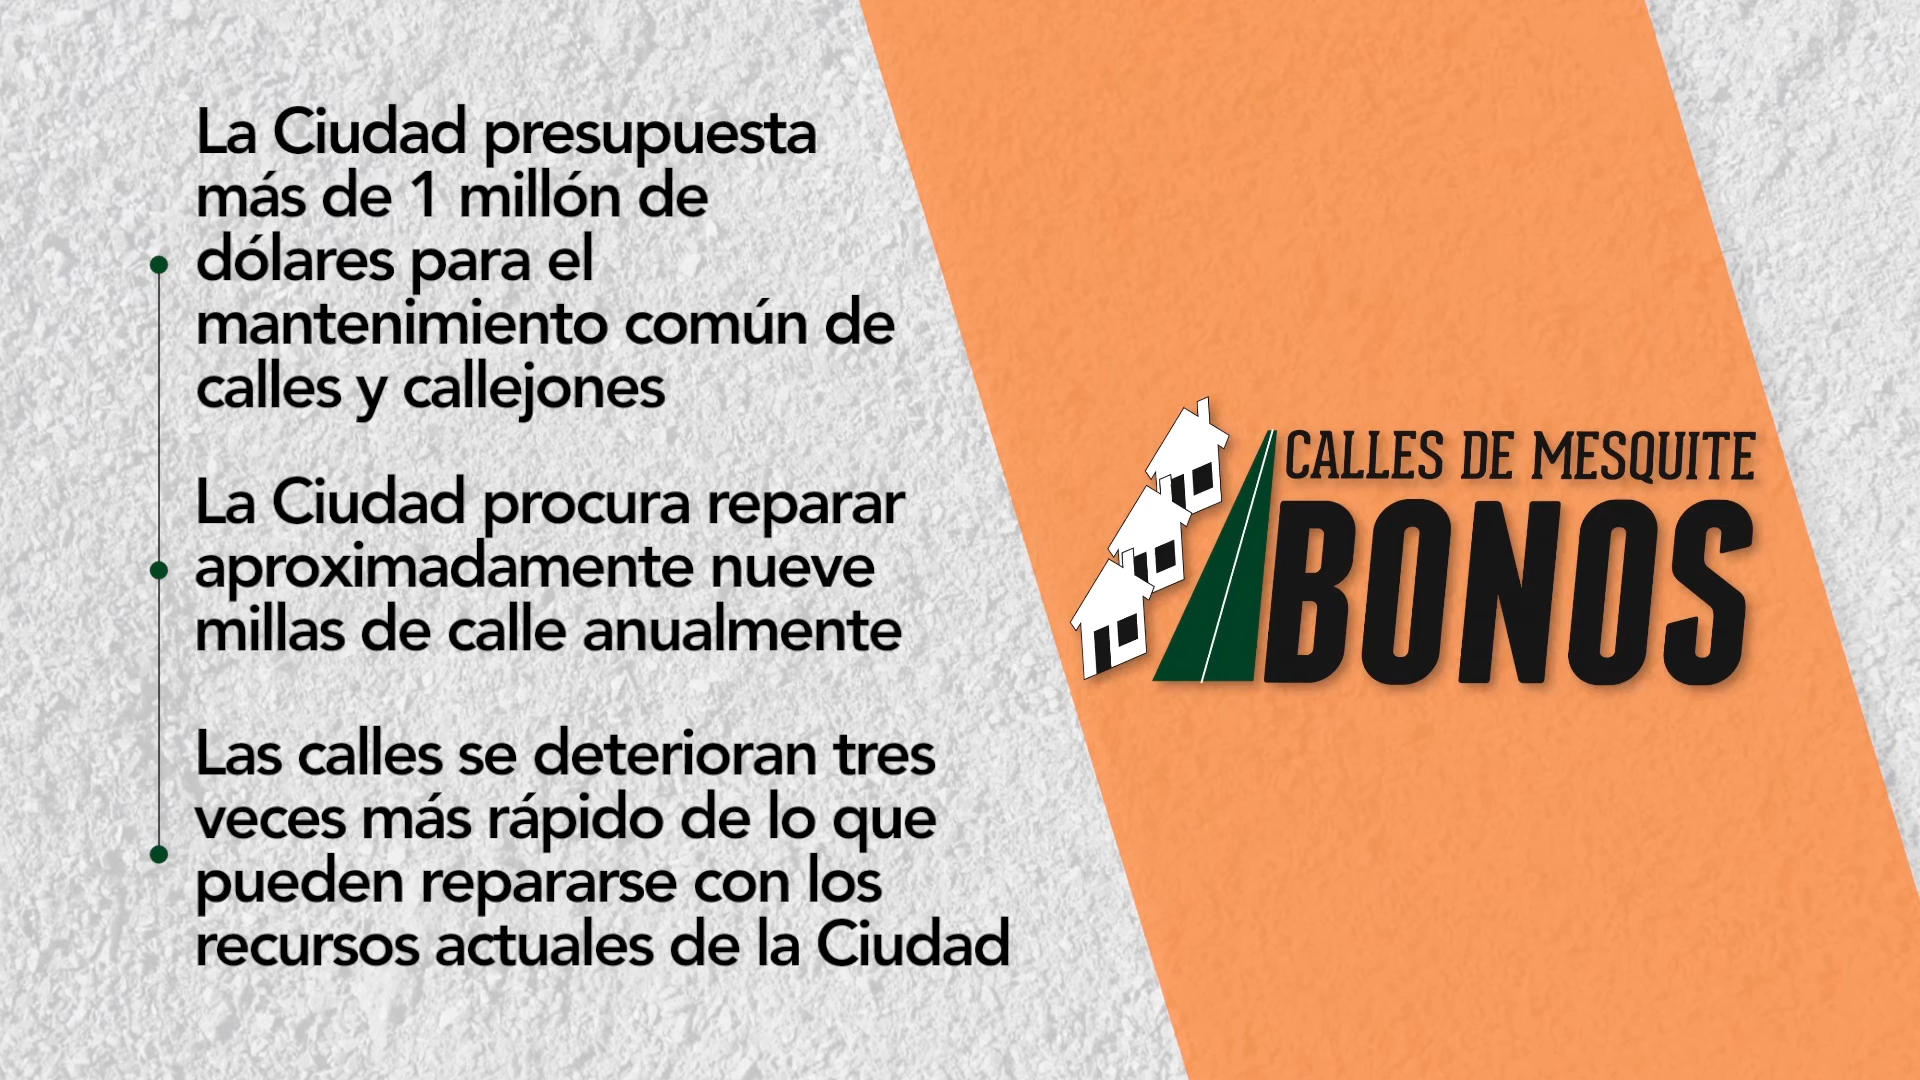 La Ciudad presupuesta
más de 1 millón de
dólares para el
mantenimiento común de
calles y callejones
La Ciudad procura reparar
aproximadamente nueve
millas de calle anualmente
Las calles se deterioran tres
veces más rápido de lo que
pueden repararse con los
recursos actuales de la Ciudad
CALLES DE MESQUITE
BONOS